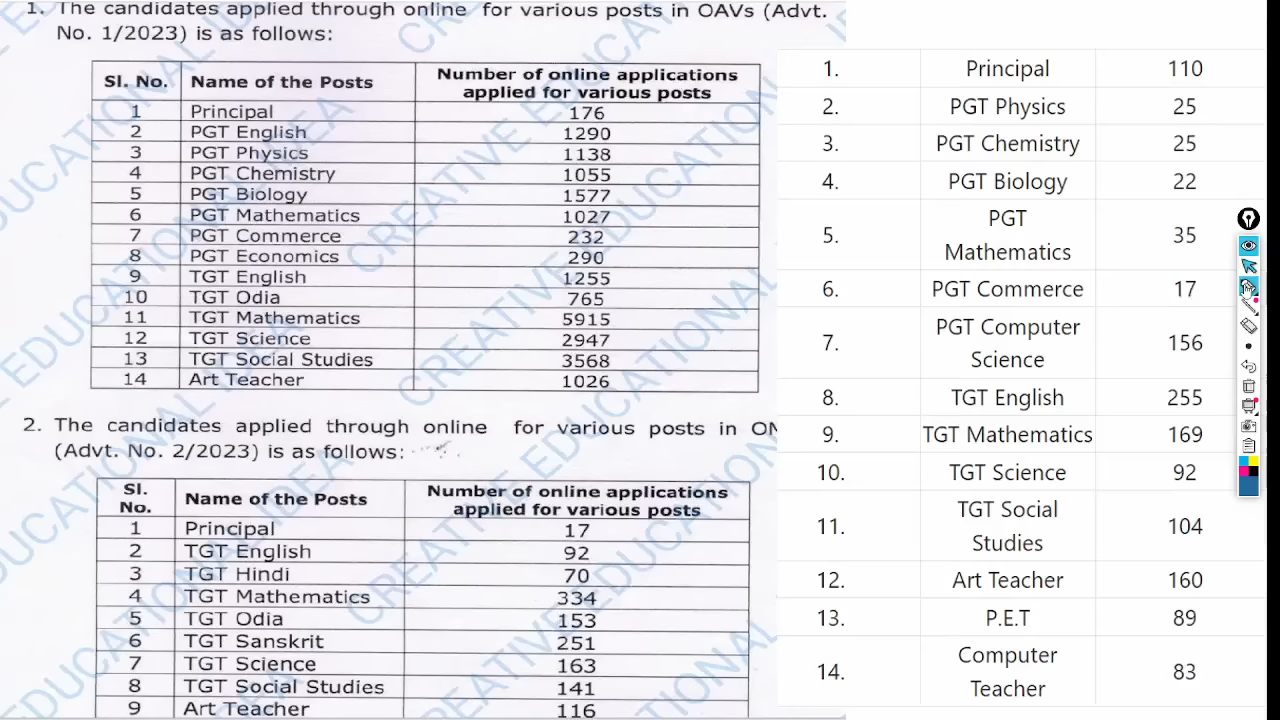 1. The candidates applied through online for various posts in OAVs (Advt.
No. 1/2023) is as follows:
Sl. No. Name of the Posts Number of online applications
applied for various posts
1 Principal 176
2 PGT English 1290
3 PGT Physics 1138
4 PGT Chemistry 1055
5 PGT Biology 1577
6 PGT Mathematics 1027
7 PGT Commerce 232
8 PGT Economics 290
9 TGT English 1255
10 TGT Odia 765
11 TGT Mathematics 5915
12 TGT Science 2947
13 TGT Social Studies 3568
14 Art Teacher 1026
2. The candidates applied through online for various posts in
(Advt. No. 2/2023) is as follows:
Sl.
No. Name of the Posts Number of online applications
applied for various posts
1 Principal 17
2 TGT English 92
3 TGT Hindi 70
4 TGT Mathematics 334
5 TGT Odia 153
6 TGT Sanskrit 251
7 TGT Science 163
8 TGT Social Studies 141
9 Art Teacher 116
1. Principal 110
2. PGT Physics 25
3. PGT Chemistry 25
4. PGT Biology 22
5. PGT
Mathematics 35
6. PGT Commerce 17
7. PGT Computer
Science 156
8. TGT English 255
9. TGT Mathematics 169
10. TGT Science 92
11. TGT Social
Studies 104
12. Art Teacher 160
13. P.E.T 89
14. Computer
Teacher 83
CREATIVE EDUCATIONAL IDEA